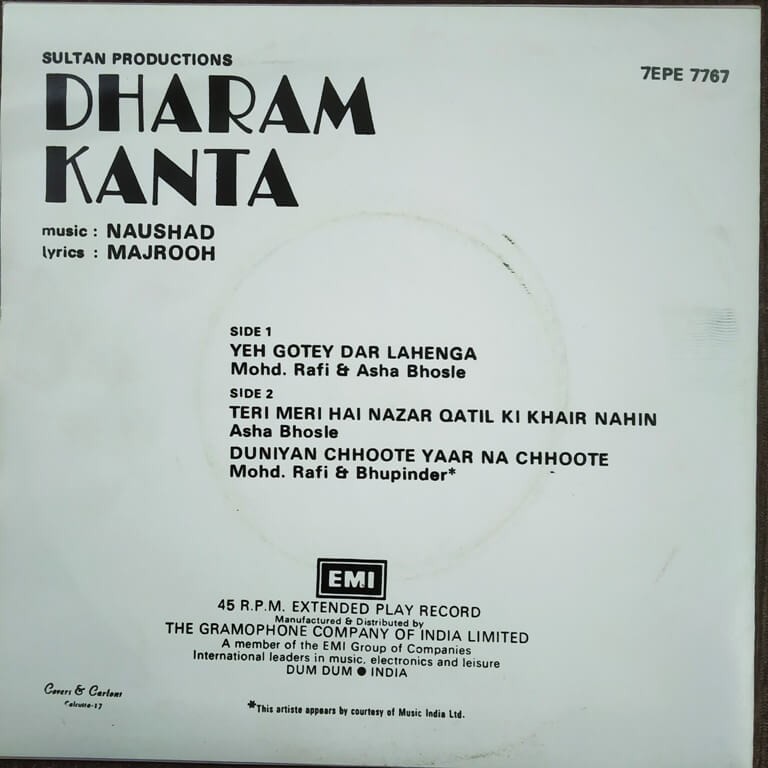 SULTAN PRODUCTIONS
7EPE 7767
DHARAM
KANTA
music : NAUSHAD
lyrics : MAJROOH
SIDE 1
YEH GOTEY DAR LAHENGA
Mohd. Rafi & Asha Bhosle
SIDE 2
TERI MERI HAI NAZAR QATIL KI KHAIR NAHIN
Asha Bhosle
DUNIYAN CHHOOTE YAAR NA CHHOOTE
Mohd. Rafi & Bhupinder*
EMI
45 R.P.M. EXTENDED PLAY RECORD
Manufactured & Distributed by
THE GRAMOPHONE COMPANY OF INDIA LIMITED
A member of the EMI Group of Companies
International leaders in music, electronics and leisure
DUM DUM ● INDIA
Covers & Cartons
Calcutta-17
*This artiste appears by courtesy of Music India Ltd.